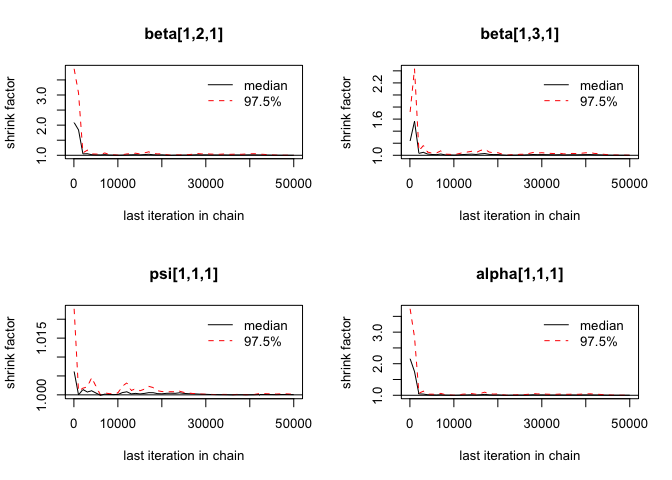 beta[1,2,1]
shrink factor
1.0 2.0 3.0
median
97.5%
0 10000 30000 50000
last iteration in chain
beta[1,3,1]
shrink factor
1.0 1.6 2.2
median
97.5%
0 10000 30000 50000
last iteration in chain
psi[1,1,1]
shrink factor
1.000 1.015
median
97.5%
0 10000 30000 50000
last iteration in chain
alpha[1,1,1]
shrink factor
1.0 2.0 3.0
median
97.5%
0 10000 30000 50000
last iteration in chain